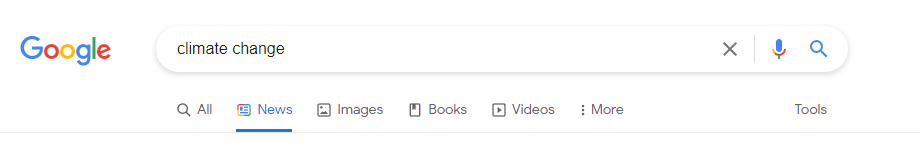 Google climate change
All News Images Books Videos More Tools